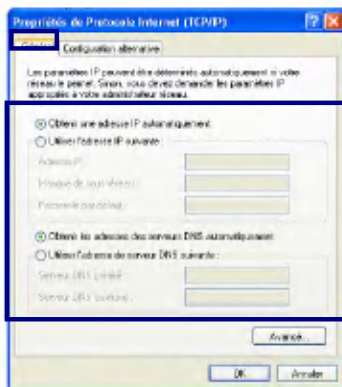 Propriétés de Protocole Internet (TCP/IP)
Général
Configuration alternative
Les paramètres IP peuvent être déterminés automatiquement si votre
réseau le permet. Sinon, vous devez demander les paramètres IP
appropriés à votre administrateur réseau.
Obtenir une adresse IP automatiquement
Utiliser l'adresse IP suivante :
Adresse IP :
Masque de sous-réseau :
Passerelle par défaut :
Obtenir les adresses des serveurs DNS automatiquement
Utiliser l'adresse de serveur DNS suivante :
Serveur DNS préféré :
Serveur DNS auxiliaire :
Avancé...
OK
Annuler